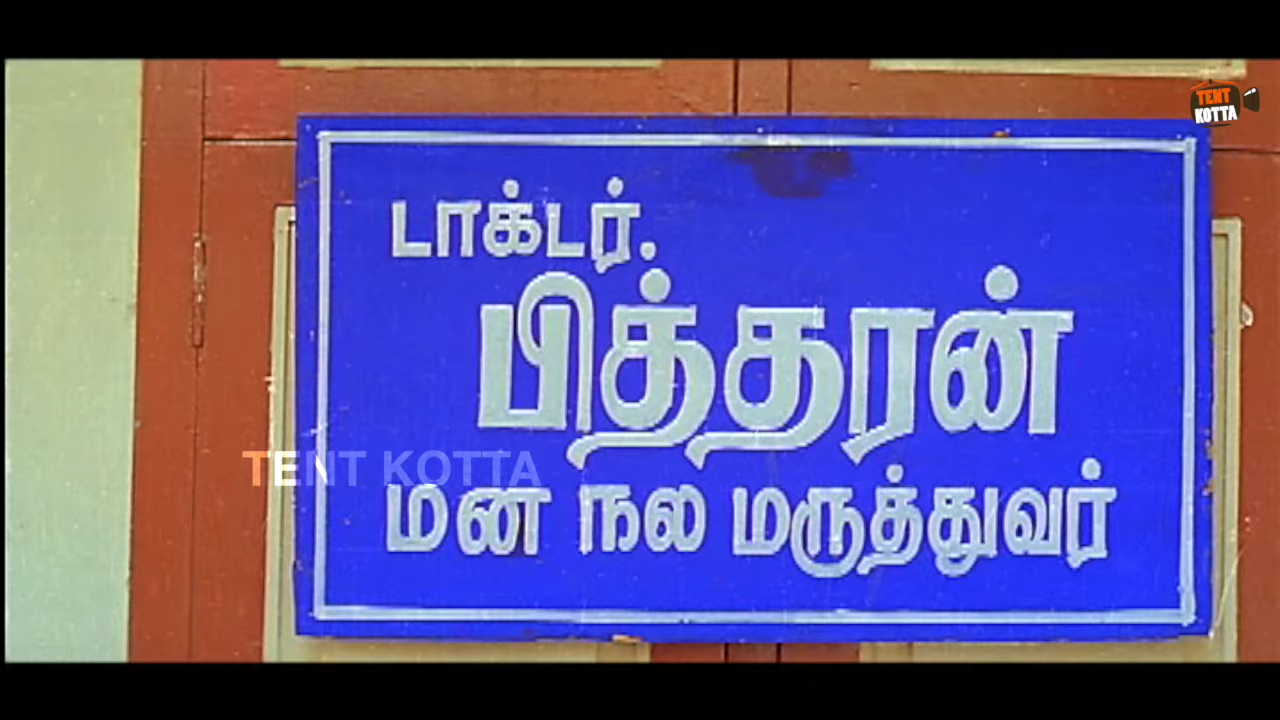 TENT
KOTTA
டாக்டர்.
பித்தரன்
TENT KOTTA
மன நல மருத்துவர்